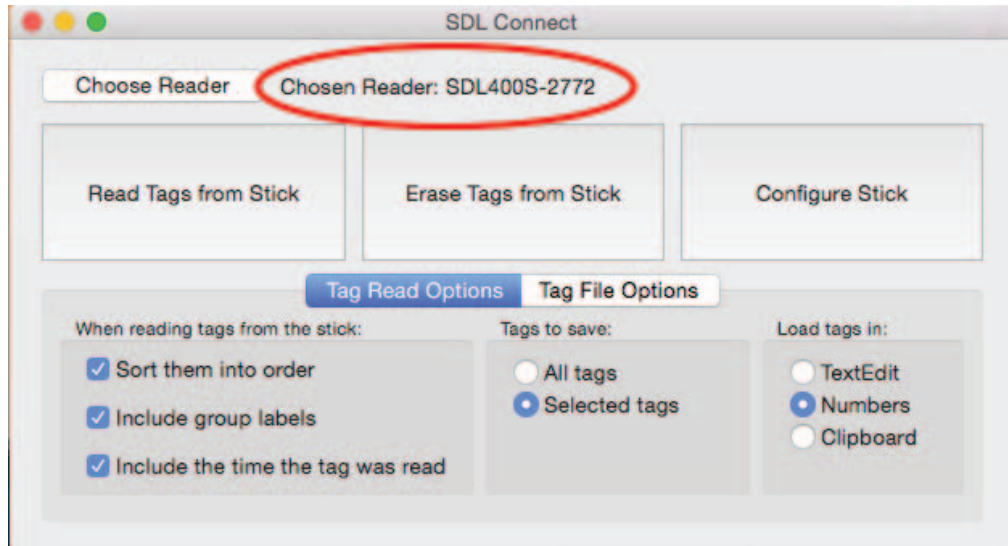 SDL Connect
Choose Reader Chosen Reader: SDL400S-2772
Read Tags from Stick Erase Tags from Stick Configure Stick
Tag Read Options Tag File Options
When reading tags from the stick: Tags to save: Load tags in:
Sort them into order All tags TextEdit
Include group labels Selected tags Numbers
Include the time the tag was read Clipboard